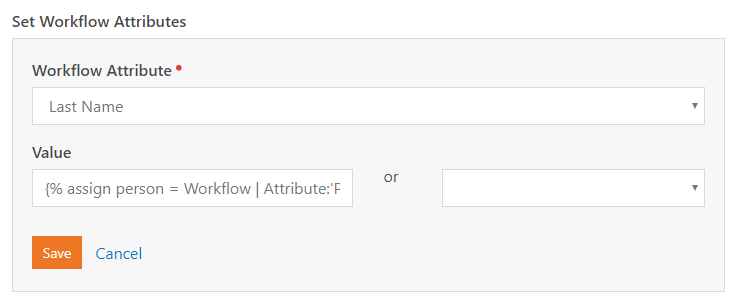 Set Workflow Attributes
Workflow Attribute
Last Name
Value
{% assign person = Workflow | Attribute:'F
or
Save Cancel